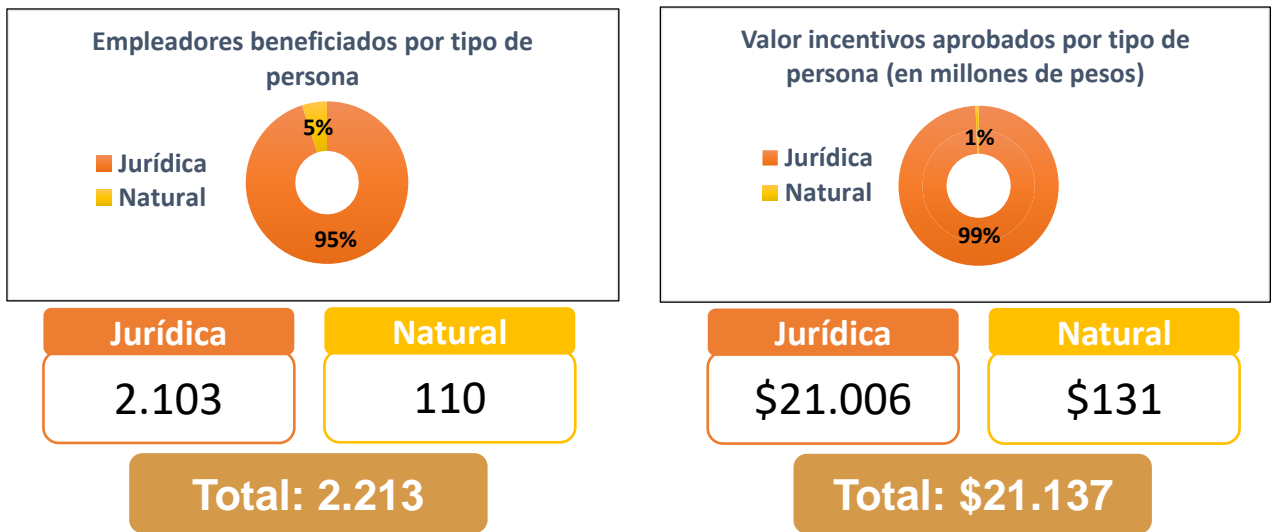 Empleadores beneficiados por tipo de
persona
5%
Jurídica
Natural
95%
Jurídica
2.103
Natural
110
Total: 2.213
Valor incentivos aprobados por tipo de
persona (en millones de pesos)
1%
Jurídica
Natural
99%
Jurídica
$21.006
Natural
$131
Total: $21.137